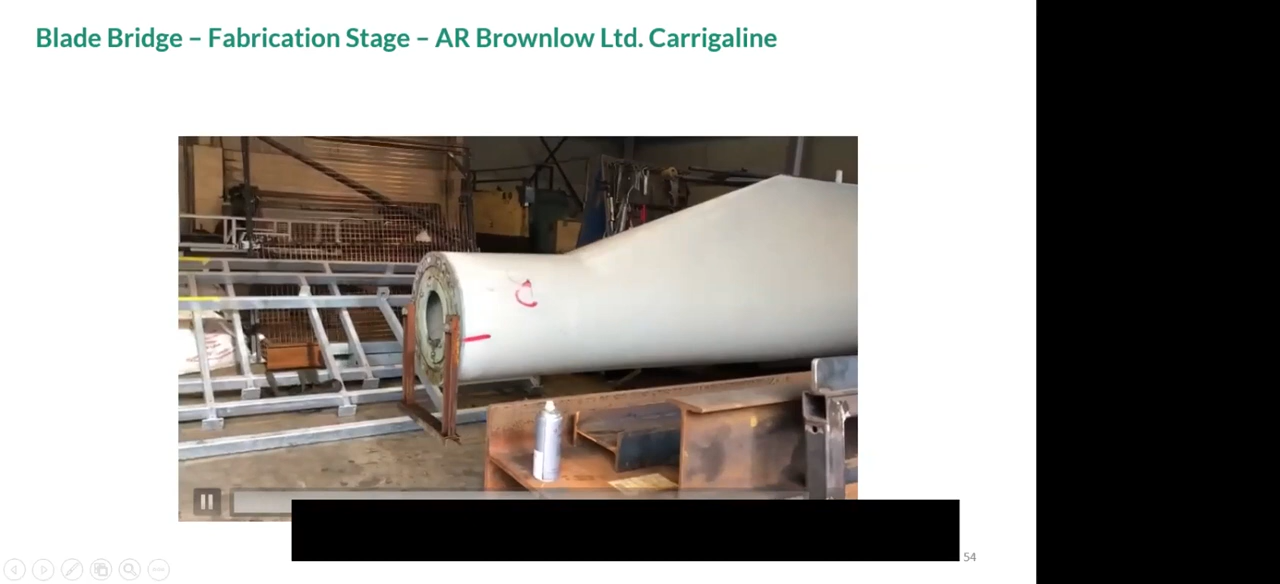 Blade Bridge – Fabrication Stage – AR Brownlow Ltd. Carrigaline
C
54